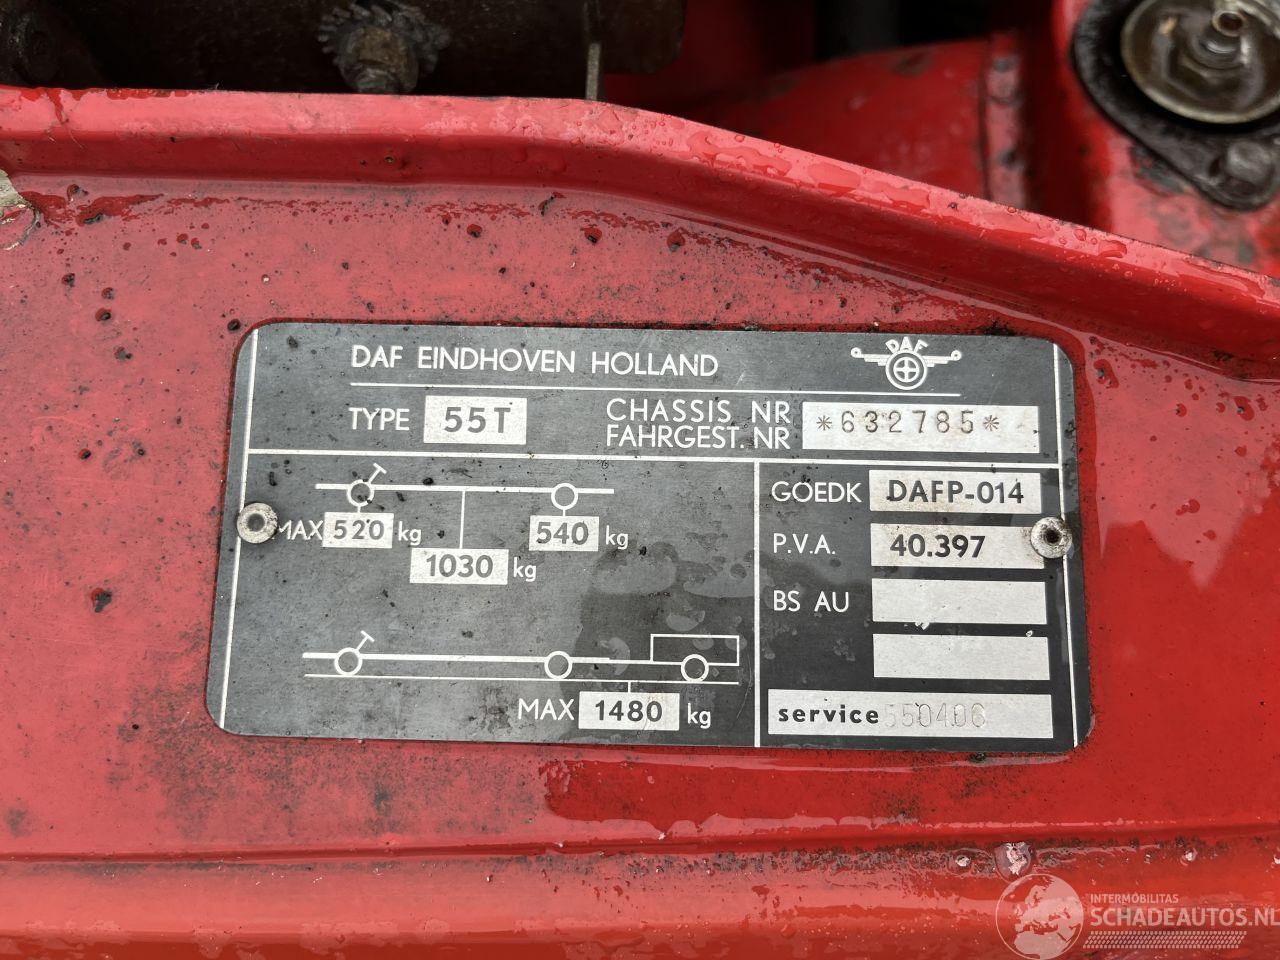 DAF EINDHOVEN HOLLAND
DAF
TYPE 55T
CHASSIS NR
FAHRGEST. NR
*632785*
MAX 520 kg
540 kg
1030 kg
MAX 1480 kg
GOEDK DAFP-014
P.V.A. 40.397
BS AU
service 550406
INTERMOBILITAS
SCHADEAUTOS.NL